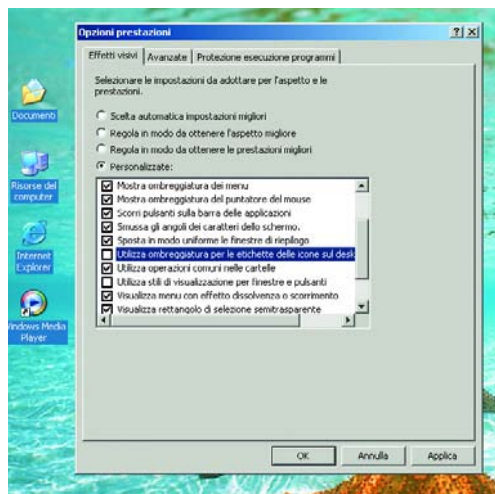 Opzioni prestazioni
Effetti visivi
Avanzate
Protezione esecuzione programmi
Selezionare le impostazioni da adottare per l'aspetto e le
prestazioni.
Scelta automatica impostazioni migliori
Regola in modo da ottenere l'aspetto migliore
Regola in modo da ottenere le prestazioni migliori
Personalizzate:
Mostra ombreggiatura dei menu
Mostra ombreggiatura del puntatore del mouse
Scorri pulsanti sulla barra delle applicazioni
Smussa gli angoli dei caratteri dello schermo.
Sposta in modo uniforme le finestre di riepilogo
Utilizza ombreggiatura per le etichette delle icone sul desk
Utilizza operazioni comuni nelle cartelle
Utilizza stili di visualizzazione per finestre e pulsanti
Visualizza menu con effetto dissolvenza o scorrimento
Visualizza rettangolo di selezione semitrasparente
OK
Annulla
Applica
Documenti
Risorse del
computer
Internet
Explorer
Windows Media
Player